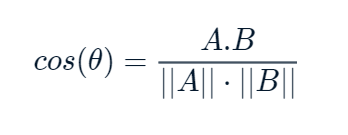 cos(θ) = A.B / ||A|| · ||B||